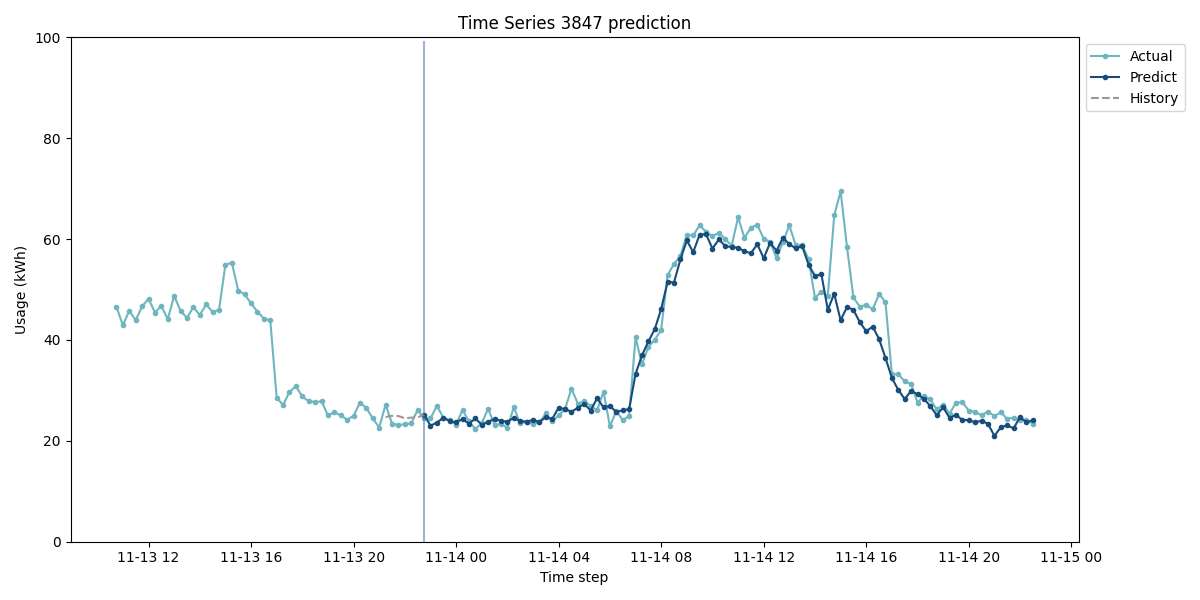 Time Series 3847 prediction
Usage (kWh)
100
80
60
40
20
0
11-13 12
11-13 16
11-13 20
11-14 00
11-14 04
11-14 08
11-14 12
11-14 16
11-14 20
11-15 00
Time step
Actual
Predict
History